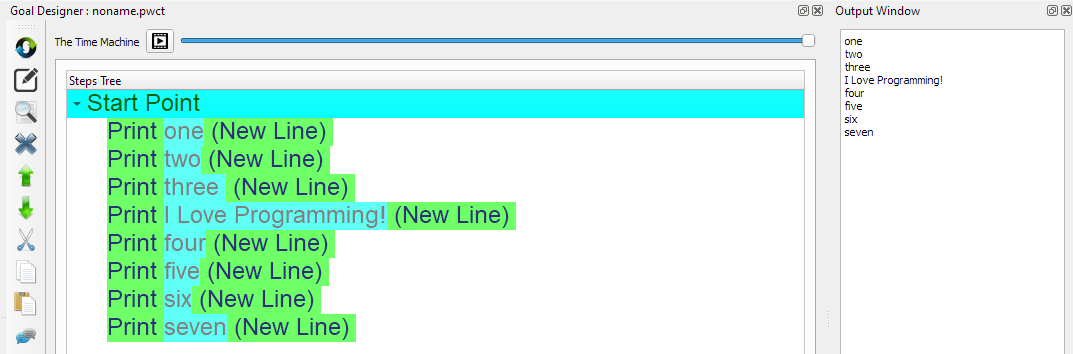 Goal Designer : noname.pwct
The Time Machine
Steps Tree
Start Point
Print one (New Line)
Print two (New Line)
Print three  (New Line)
Print I Love Programming! (New Line)
Print four (New Line)
Print five (New Line)
Print six (New Line)
Print seven (New Line)
Output Window
one
two
three
I Love Programming!
four
five
six
seven